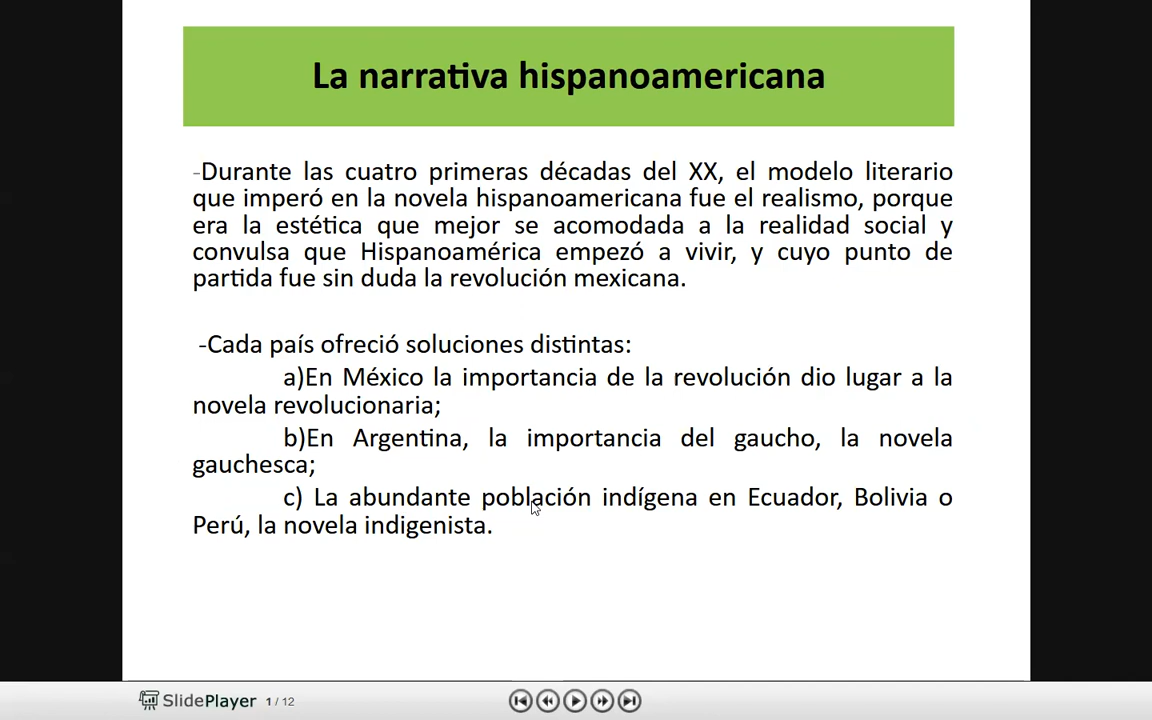 La narrativa hispanoamericana
-Durante las cuatro primeras décadas del XX, el modelo literario
que imperó en la novela hispanoamericana fue el realismo, porque
era la estética que mejor se acomodada a la realidad social y
convulsa que Hispanoamérica empezó a vivir, y cuyo punto de
partida fue sin duda la revolución mexicana.
-Cada país ofreció soluciones distintas:
a)En México la importancia de la revolución dio lugar a la
novela revolucionaria;
b)En Argentina, la importancia del gaucho, la novela
gauchesca;
c) La abundante población indígena en Ecuador, Bolivia o
Perú, la novela indigenista.
SlidePlayer 1 / 12